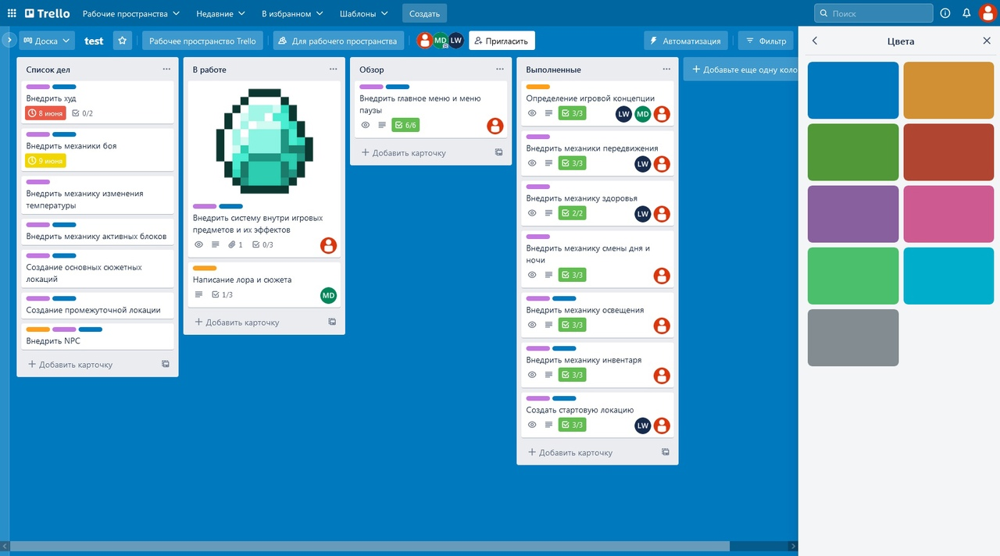 Trello
Рабочие пространства
Недавние
В избранном
Шаблоны
Создать
Поиск
Доска
test
Рабочее пространство Trello
Для рабочего пространства
MD
LW
Пригласить
Автоматизация
Фильтр
Цвета
Список дел
Внедрить худ
8 июня
0/2
Внедрить механики боя
9 июня
Внедрить механику изменения
температуры
Внедрить механику активных блоков
Создание основных сюжетных
локаций
Создание промежуточной локации
Внедрить NPC
Добавить карточку
В работе
Внедрить систему внутри игровых
предметов и их эффектов
1
0/3
Написание лора и сюжета
1/3
MD
Добавить карточку
Обзор
Внедрить главное меню и меню
паузы
6/6
Добавить карточку
Выполненные
Определение игровой концепции
3/3
LW
MD
Внедрить механики передвижения
3/3
LW
Внедрить механику здоровья
2/2
LW
Внедрить механику смены дня и
ночи
3/3
Внедрить механику освещения
3/3
Внедрить механику инвентаря
3/3
Создать стартовую локацию
3/3
LW
Добавить карточку
Добавьте еще одну коло